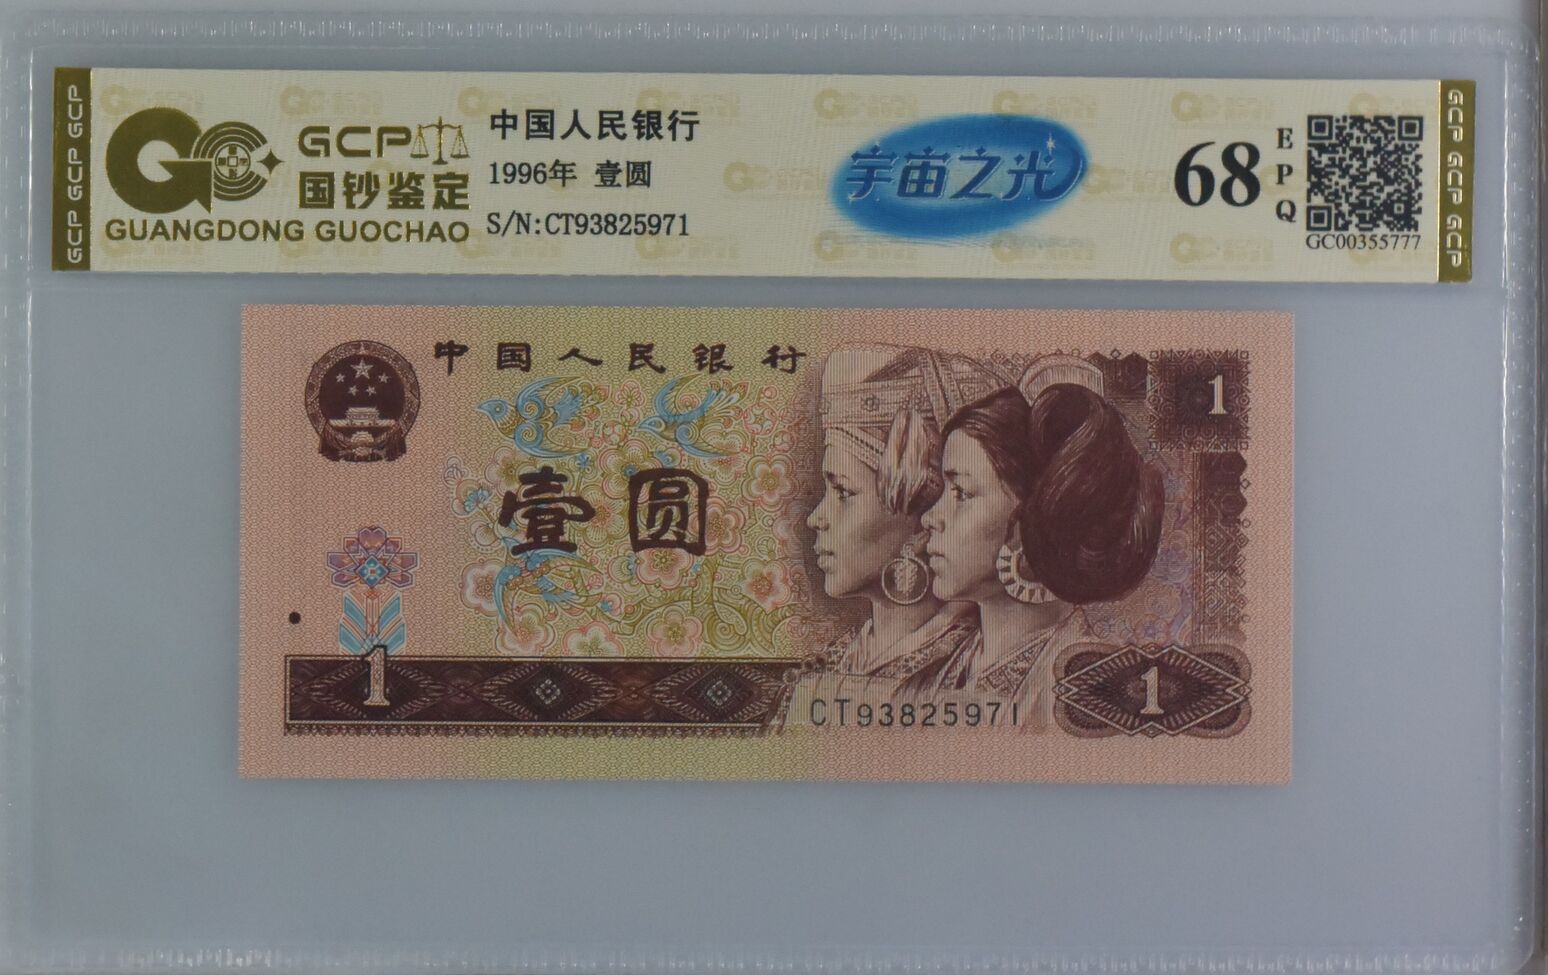 GCP GCP GCP
GCP
国钞鉴定
GUANGDONG GUOCHAO
中国人民银行
1996年 壹圆
S/N:CT93825971
宇宙之光
68
EPQ
GC00355777
GCP GCP GCP
中国人民银行
1
壹圆
1
CT93825971
1